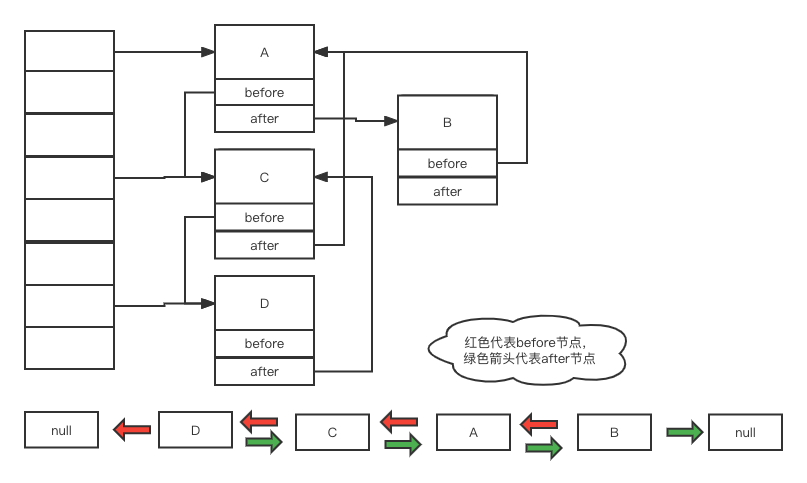 A
before
after
B
before
after
C
before
after
D
before
after
红色代表before节点，
绿色箭头代表after节点
null
D
C
A
B
null